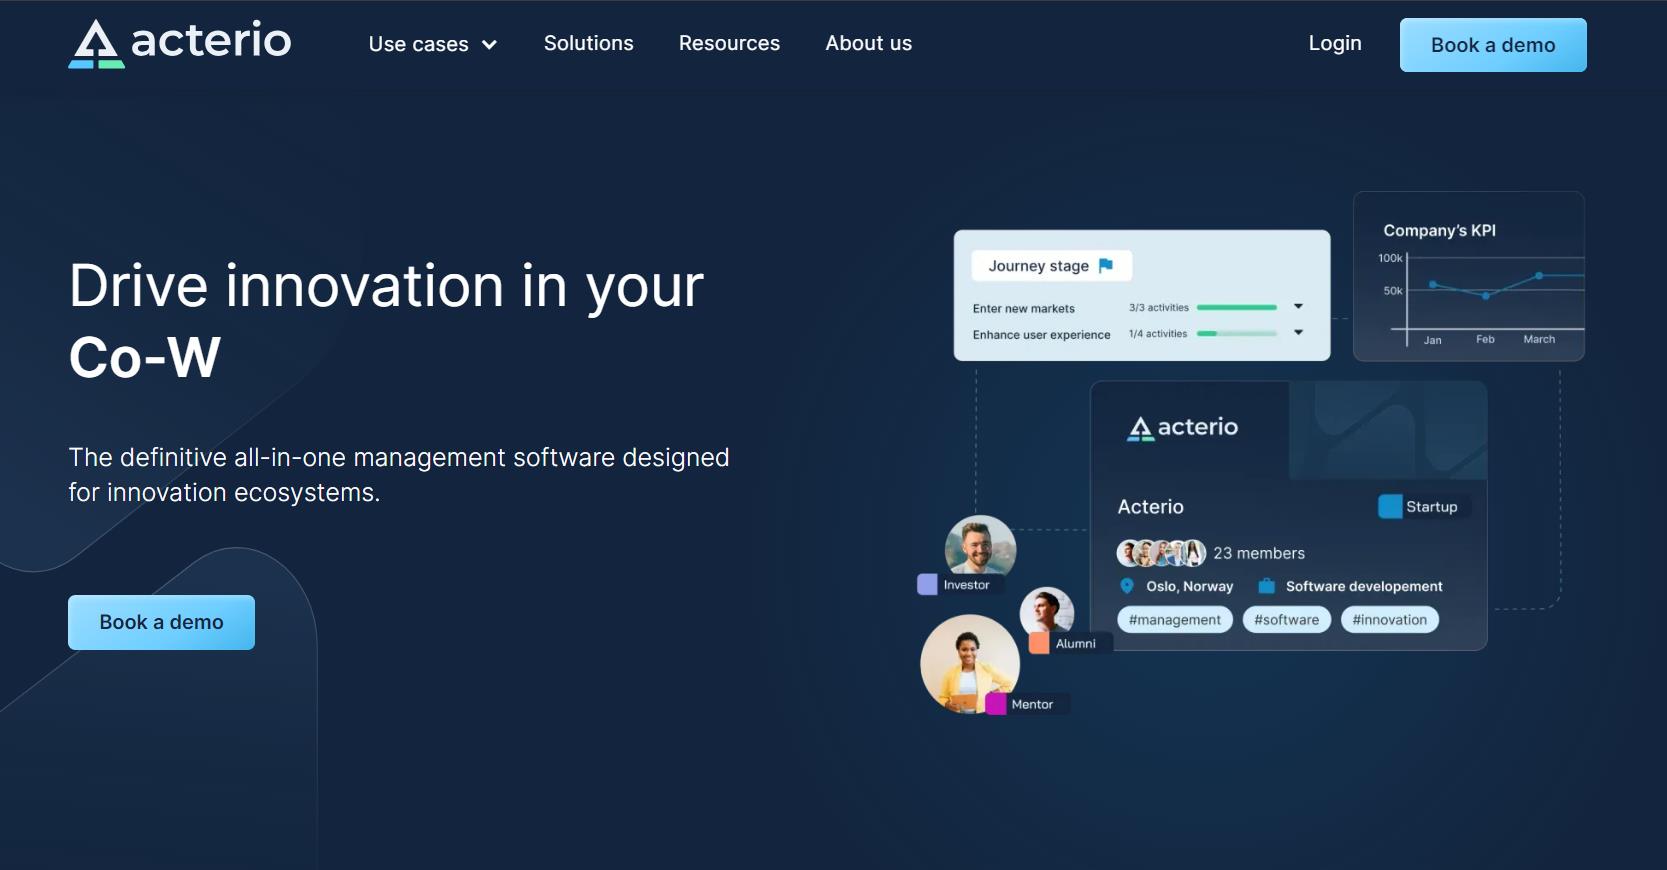 acterio
Use cases
Solutions
Resources
About us
Login
Book a demo
Drive innovation in your
Co-W
The definitive all-in-one management software designed
for innovation ecosystems.
Book a demo
Journey stage
Enter new markets 3/3 activities
Enhance user experience 1/4 activities
Company's KPI
100k
50k
Jan Feb March
acterio
Acterio
Startup
23 members
Oslo, Norway
Software developement
#management #software #innovation
Investor
Alumni
Mentor